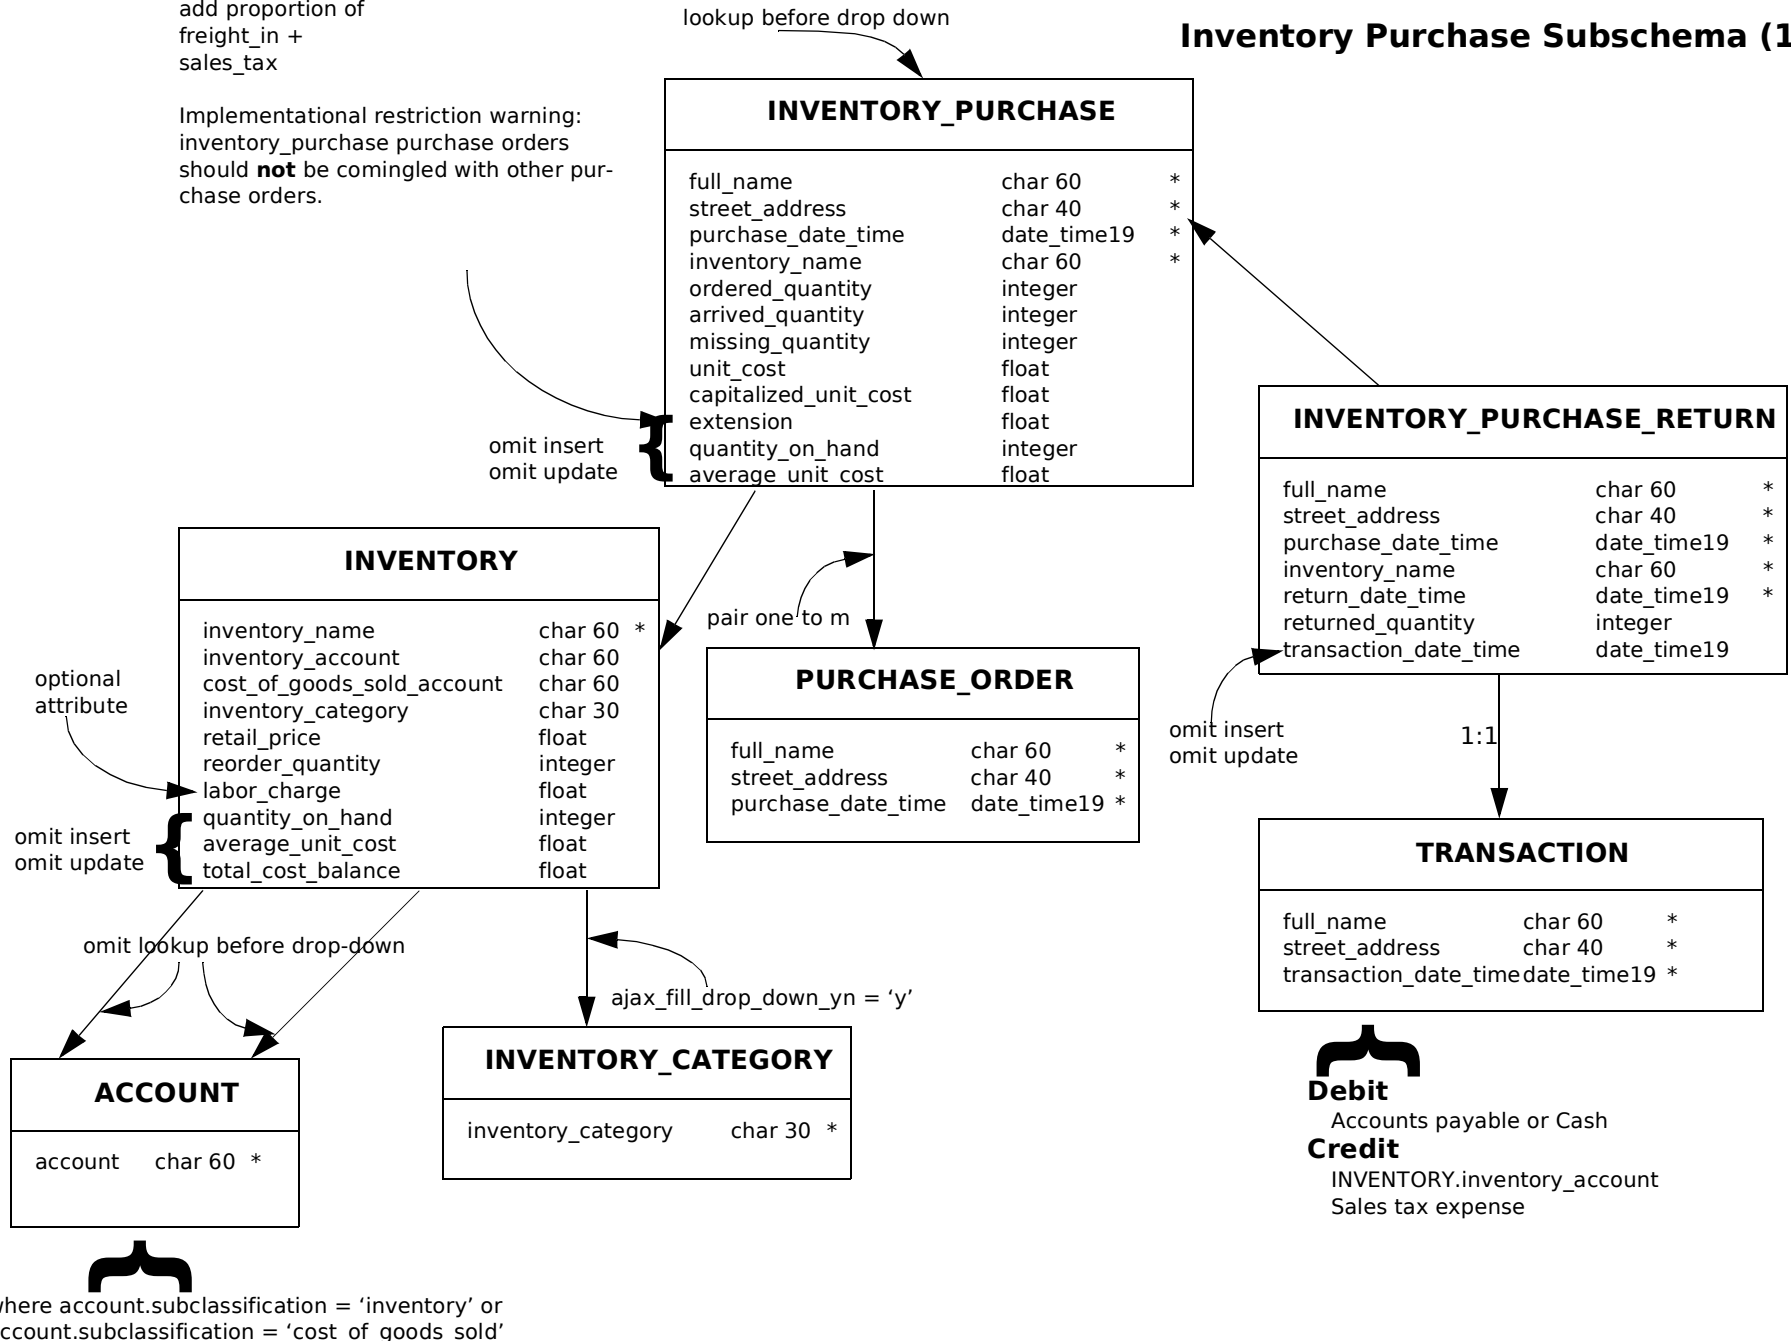 add proportion of
freight_in +
sales_tax
Implementational restriction warning:
inventory_purchase purchase orders
should not be comingled with other pur-
chase orders.
lookup before drop down
Inventory Purchase Subschema (1
INVENTORY_PURCHASE
full_name char 60 *
street_address char 40 *
purchase_date_time date_time19 *
inventory_name char 60 *
ordered_quantity integer
arrived_quantity integer
missing_quantity integer
unit_cost float
capitalized_unit_cost float
extension float
quantity_on_hand integer
average_unit_cost float
omit insert
omit update
INVENTORY_PURCHASE_RETURN
full_name char 60 *
street_address char 40 *
purchase_date_time date_time19 *
inventory_name char 60 *
return_date_time date_time19 *
returned_quantity integer
transaction_date_time date_time19
omit insert
omit update
1:1
INVENTORY
inventory_name char 60 *
inventory_account char 60
cost_of_goods_sold_account char 60
inventory_category char 30
retail_price float
reorder_quantity integer
labor_charge float
quantity_on_hand integer
average_unit_cost float
total_cost_balance float
optional
attribute
omit insert
omit update
pair one to m
PURCHASE_ORDER
full_name char 60 *
street_address char 40 *
purchase_date_time date_time19 *
TRANSACTION
full_name char 60 *
street_address char 40 *
transaction_date_time date_time19 *
Debit
Accounts payable or Cash
Credit
INVENTORY.inventory_account
Sales tax expense
omit lookup before drop-down
ajax_fill_drop_down_yn = ‘y’
INVENTORY_CATEGORY
inventory_category char 30 *
ACCOUNT
account char 60 *
where account.subclassification = ‘inventory’ or
account.subclassification = ‘cost_of_goods_sold’